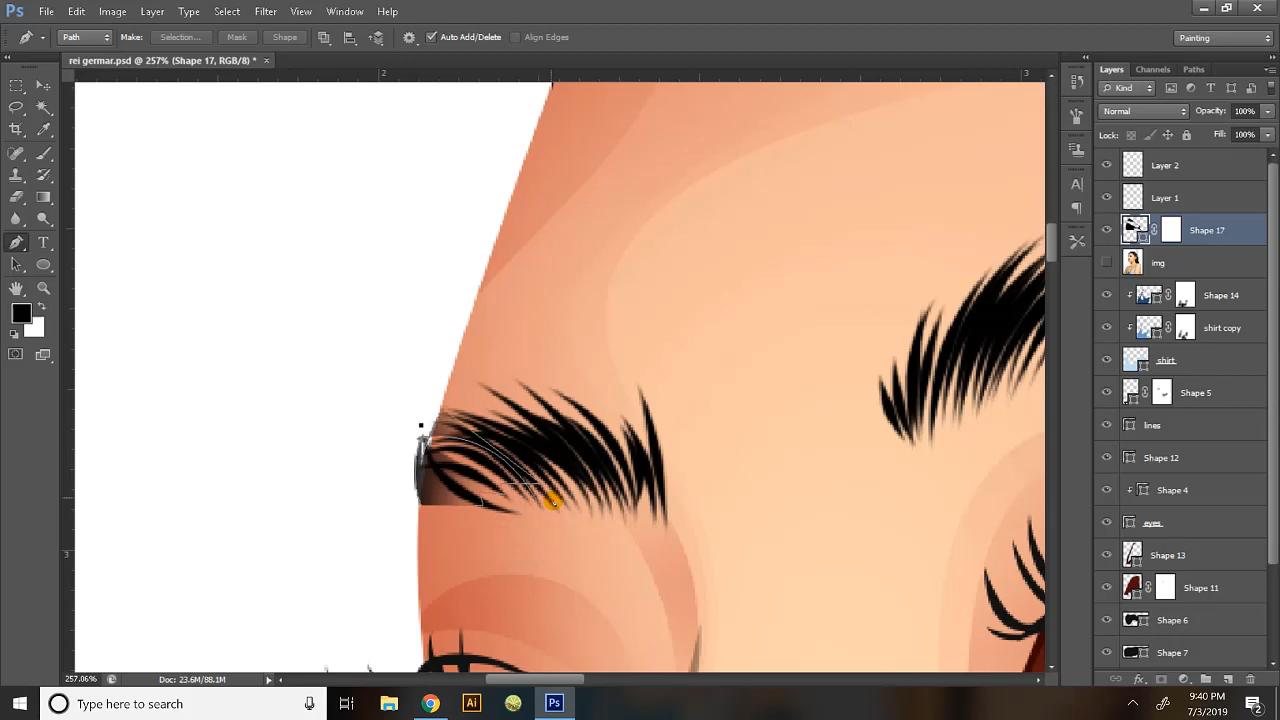 Ps File Edit Image Layer Type Select Filter View Window Help
Path Make: Selection... Mask Shape Auto Add/Delete Align Edges Painting
rei germar.psd @ 257% (Shape 17, RGB/8) * ×
2 3
3
Layers Channels Paths
Kind T
Normal Opacity: 100%
Lock: Fill: 100%
Layer 2
Layer 1
Shape 17
img
Shape 14
shirt copy
shirt
Shape 5
lines
Shape 12
Shape 4
eyes
Shape 13
Shape 11
Shape 6
Shape 7
257.06% Doc: 23.6M/88.1M
Type here to search Ai Ps 9:40 PM
7/3/2019 2